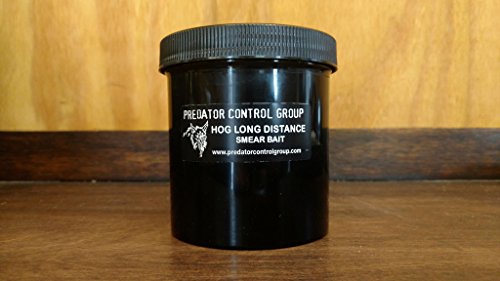 PREDATOR CONTROL GROUP
HOG LONG DISTANCE
SMEAR BAIT
www.predatorcontrolgroup.com